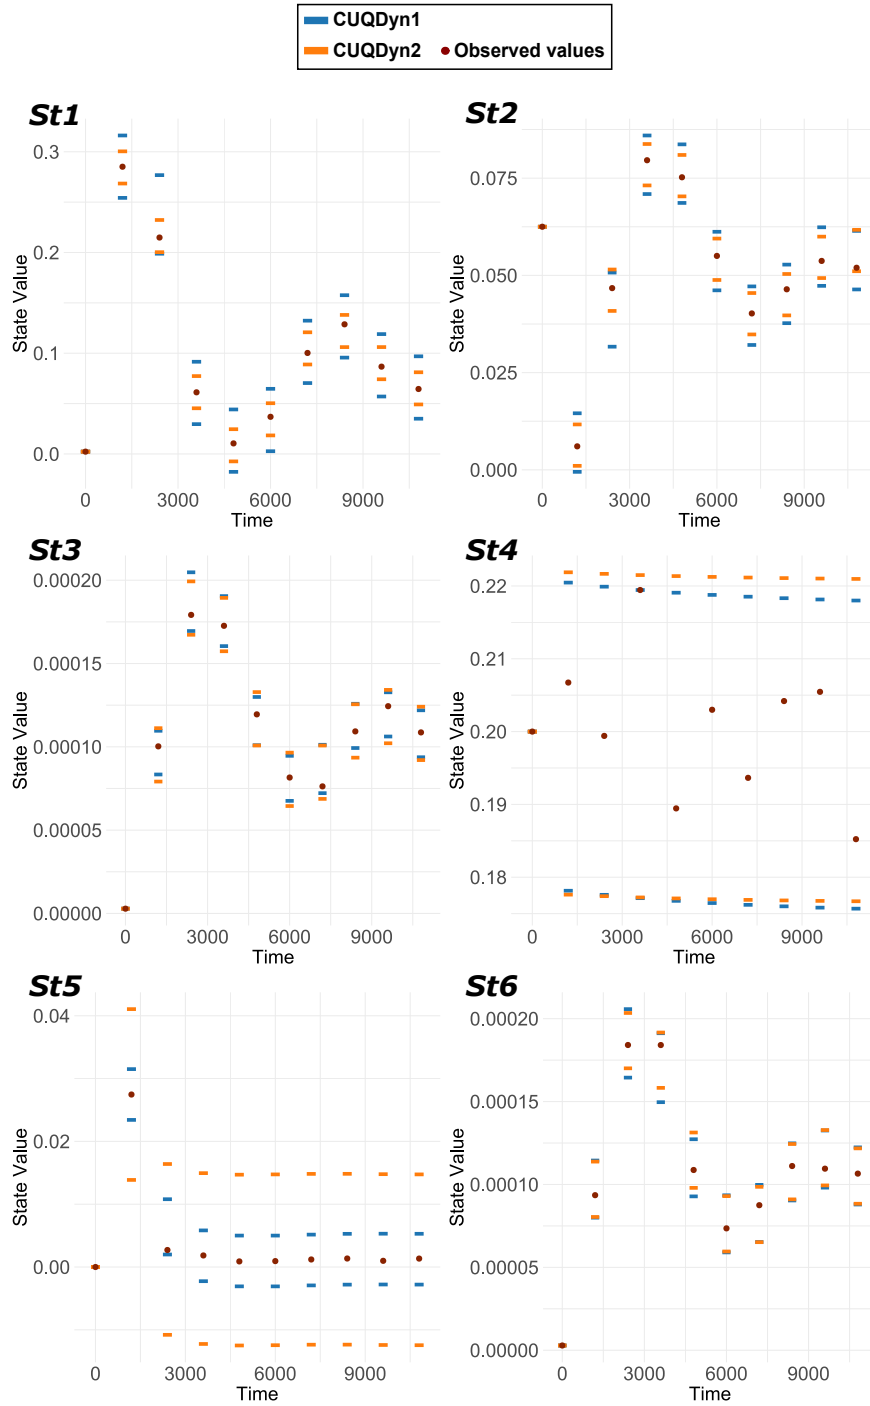 CUQDyn1
CUQDyn2 Observed values
St1
State Value
0.3
0.2
0.1
0.0
0 3000 6000 9000
Time
St2
State Value
0.075
0.050
0.025
0.000
0 3000 6000 9000
Time
St3
State Value
0.00020
0.00015
0.00010
0.00005
0.00000
0 3000 6000 9000
Time
St4
State Value
0.22
0.21
0.20
0.19
0.18
0 3000 6000 9000
Time
St5
State Value
0.04
0.02
0.00
0 3000 6000 9000
Time
St6
State Value
0.00020
0.00015
0.00010
0.00005
0.00000
0 3000 6000 9000
Time